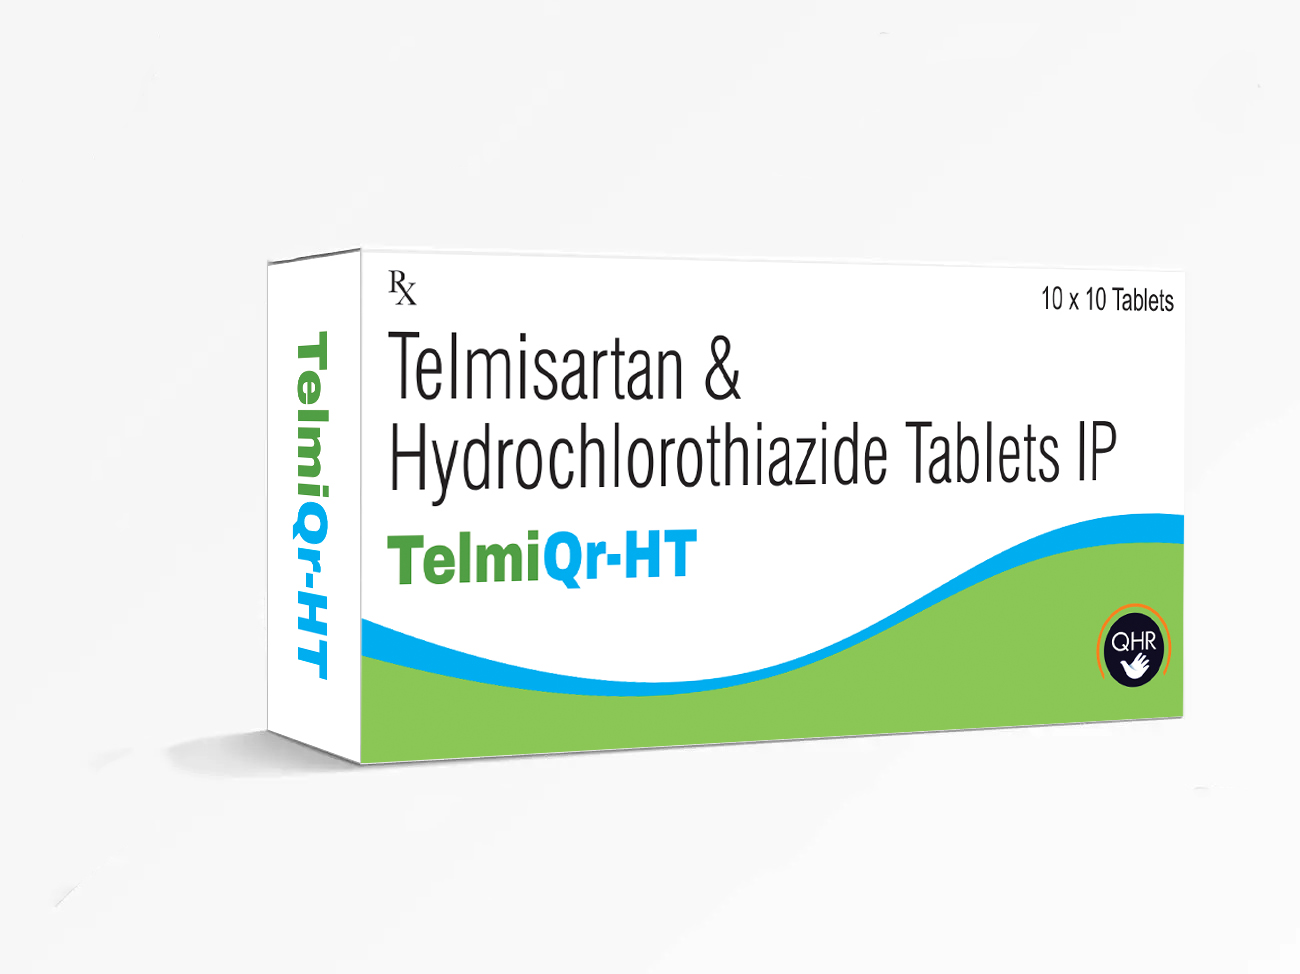 Rx
10 x 10 Tablets
Telmisartan &
Hydrochlorothiazide Tablets IP
TelmiQr-HT
QHR
TelmiQr-HT